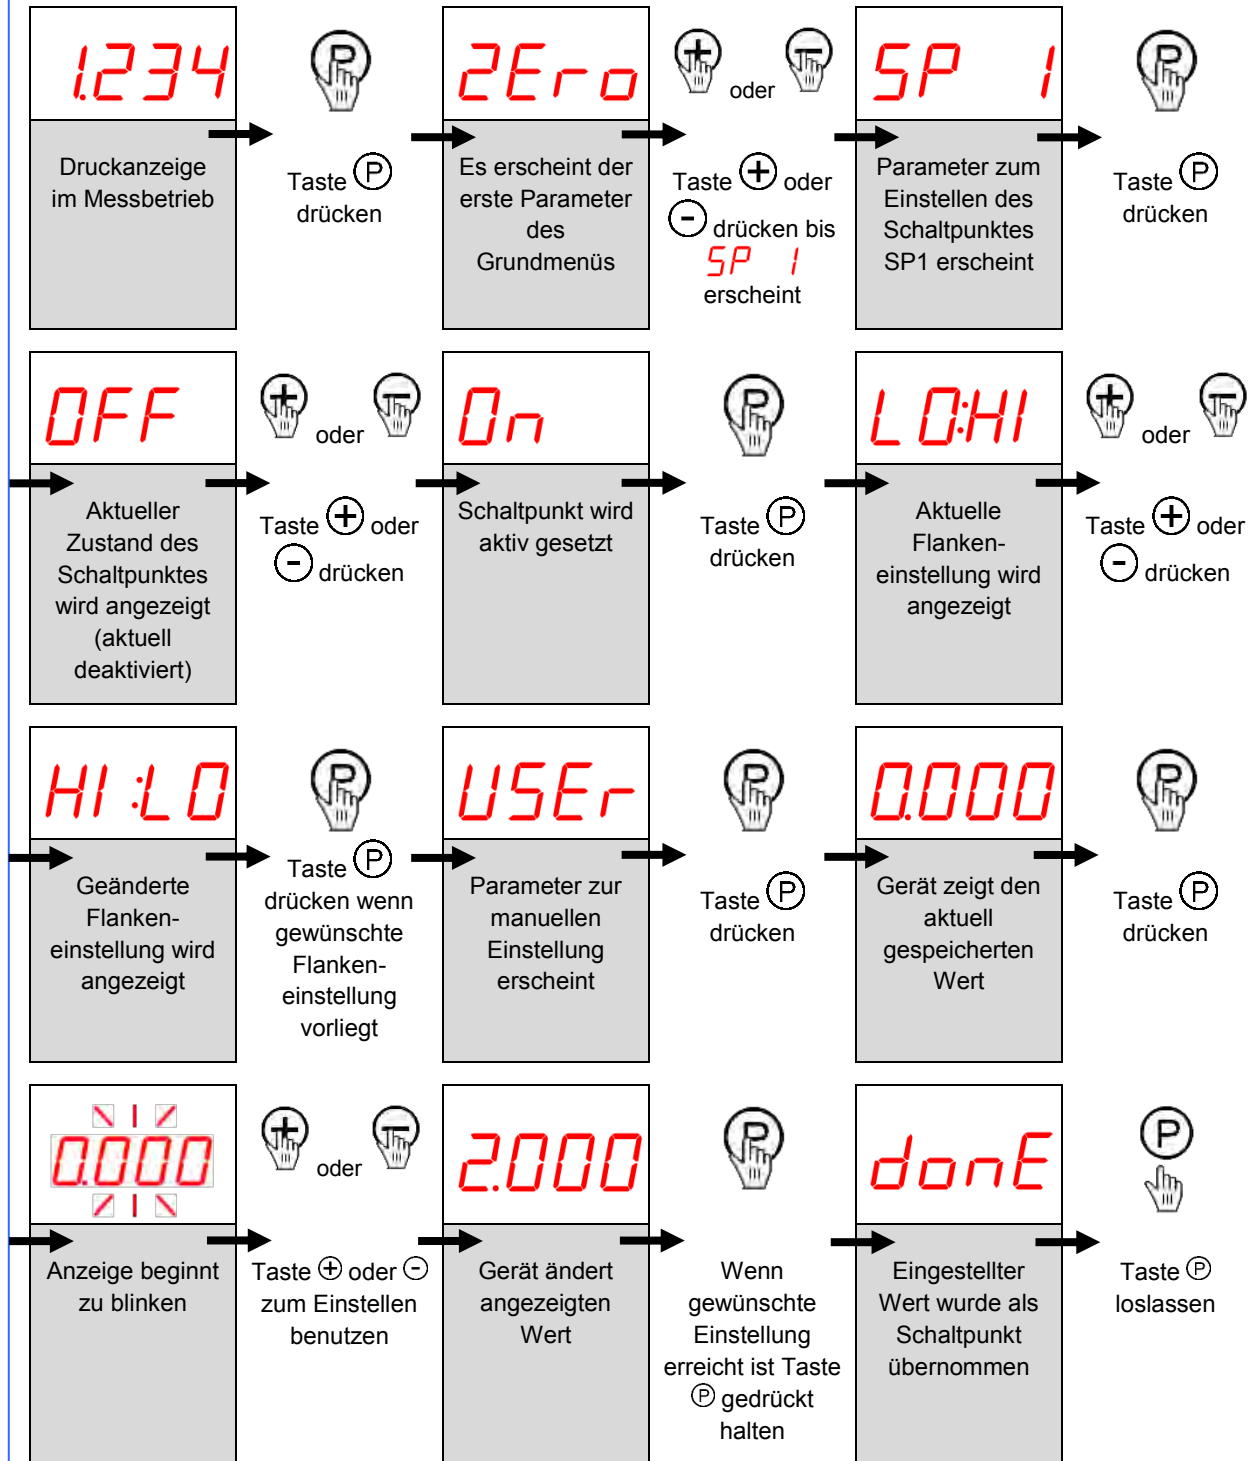 1.234
P
Druckanzeige
im Messbetrieb
Taste P
drücken
ZEro
Es erscheint der
erste Parameter
des
Grundmenüs
+ oder -
Taste + oder
- drücken bis
SP 1
erscheint
SP 1
Parameter zum
Einstellen des
Schaltpunktes
SP1 erscheint
P
Taste P
drücken
OFF
Aktueller
Zustand des
Schaltpunktes
wird angezeigt
(aktuell
deaktiviert)
+ oder -
Taste + oder
- drücken
On
Schaltpunkt wird
aktiv gesetzt
P
Taste P
drücken
LO:HI
Aktuelle
Flanken-
einstellung wird
angezeigt
+ oder -
Taste + oder
- drücken
HI:LO
Geänderte
Flanken-
einstellung wird
angezeigt
P
Taste P
drücken wenn
gewünschte
Flanken-
einstellung
vorliegt
USEr
Parameter zur
manuellen
Einstellung
erscheint
P
Taste P
drücken
0.000
Gerät zeigt den
aktuell
gespeicherten
Wert
P
Taste P
drücken
0.000
Anzeige beginnt
zu blinken
+ oder -
Taste + oder -
zum Einstellen
benutzen
2.000
Gerät ändert
angezeigten
Wert
P
Wenn
gewünschte
Einstellung
erreicht ist Taste
P gedrückt
halten
donE
Eingestellter
Wert wurde als
Schaltpunkt
übernommen
P
Taste P
loslassen